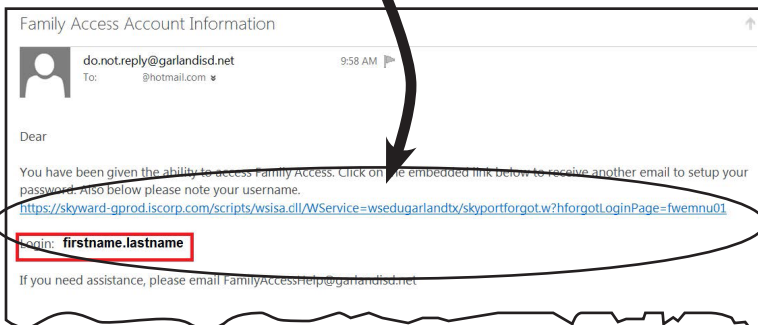 Family Access Account Information
do.not.reply@garlandisd.net 9:58 AM
To: @hotmail.com
Dear
You have been given the ability to access Family Access. Click on the embedded link below to receive another email to setup your
password. Also below please note your username.
https://skyward-gprod.iscorp.com/scripts/wsisa.dll/WService=wsedugarlandtx/skyportforgot.w?hforgotLoginPage=fwemnu01
Login: firstname.lastname
If you need assistance, please email FamilyAccessHelp@garlandisd.net